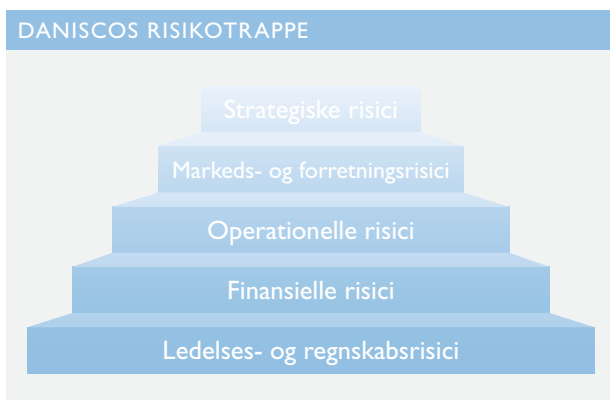 DANISCOS RISIKOTRAPPE
Strategiske risici
Markeds- og forretningsrisici
Operationelle risici
Finansielle risici
Ledelses- og regnskabsrisici